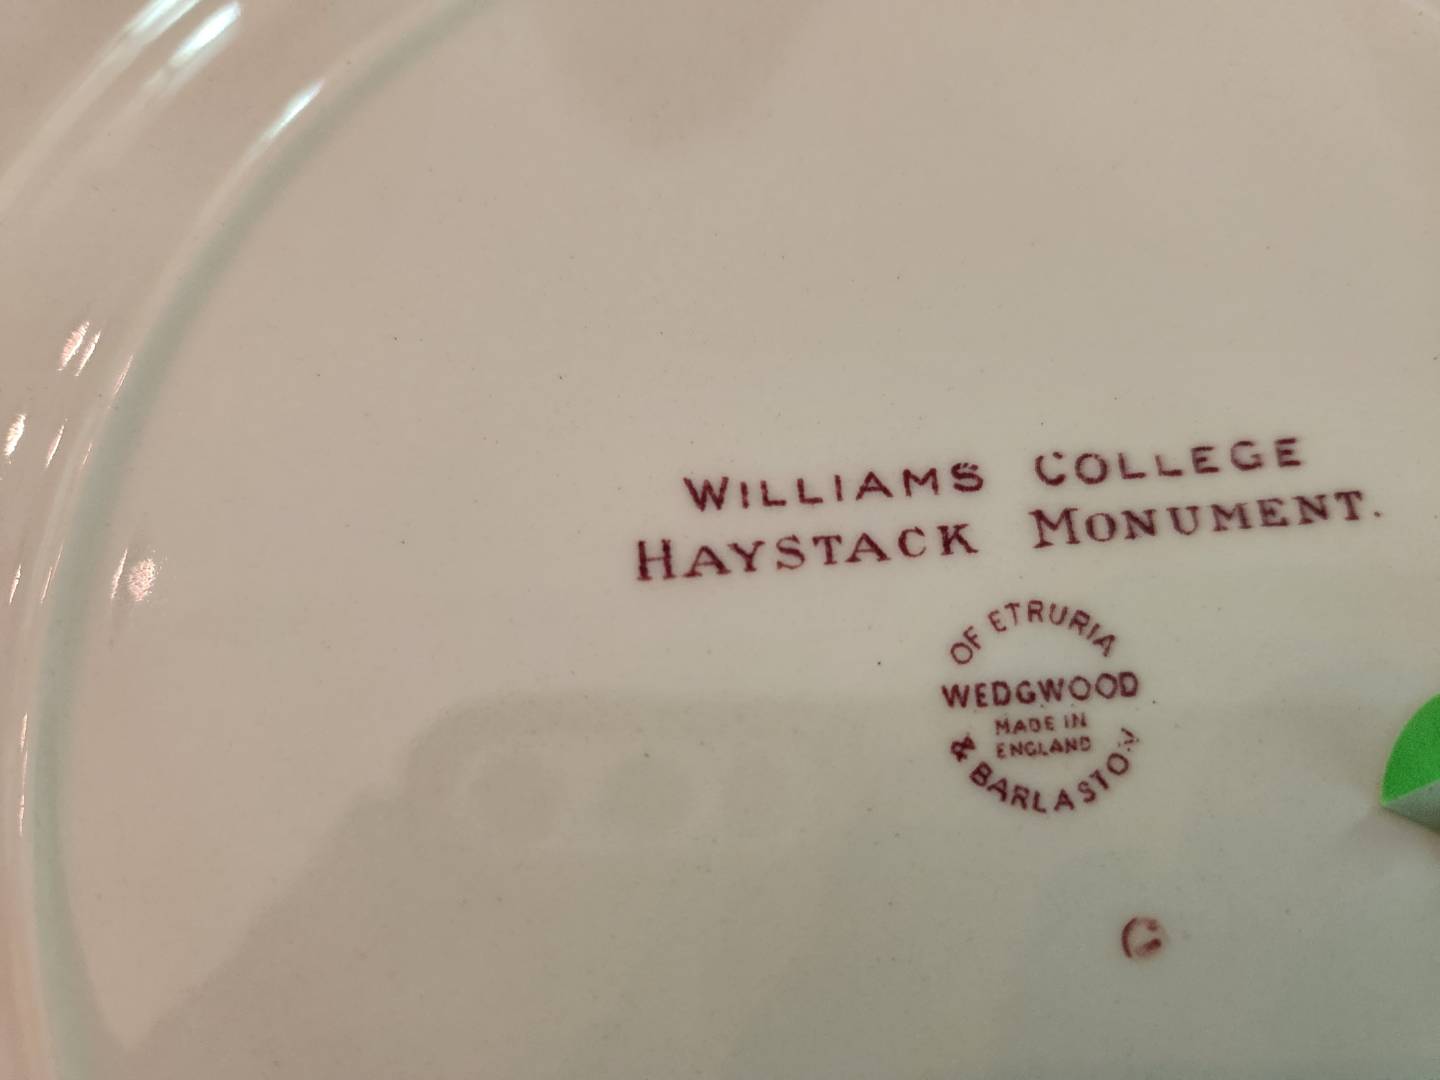 WILLIAMS COLLEGE
HAYSTACK MONUMENT.
OF ETRURIA
WEDGWOOD
MADE IN
ENGLAND
& BARLASTON